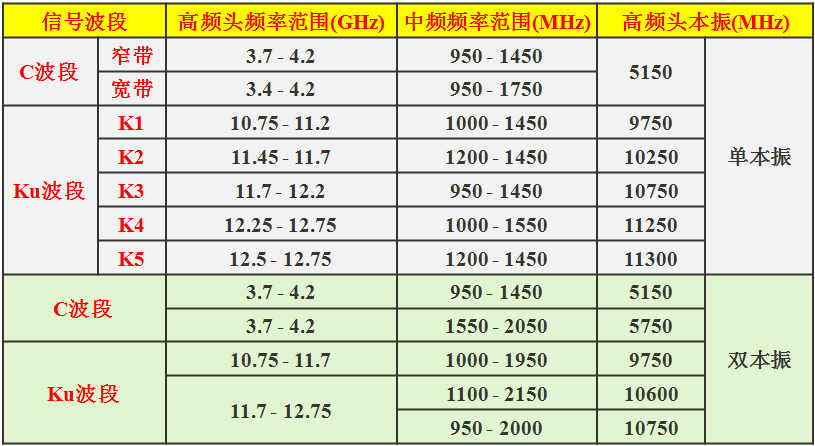 信号波段 高频头频率范围(GHz) 中频频率范围(MHz) 高频头本振(MHz)
C波段 窄带 3.7 - 4.2 950 - 1450 5150 单本振
宽带 3.4 - 4.2 950 - 1750
Ku波段 K1 10.75 - 11.2 1000 - 1450 9750
K2 11.45 - 11.7 1200 - 1450 10250
K3 11.7 - 12.2 950 - 1450 10750
K4 12.25 - 12.75 1000 - 1550 11250
K5 12.5 - 12.75 1200 - 1450 11300
C波段 3.7 - 4.2 950 - 1450 5150 双本振
3.7 - 4.2 1550 - 2050 5750
Ku波段 10.75 - 11.7 1000 - 1950 9750
11.7 - 12.75 1100 - 2150 10600
950 - 2000 10750